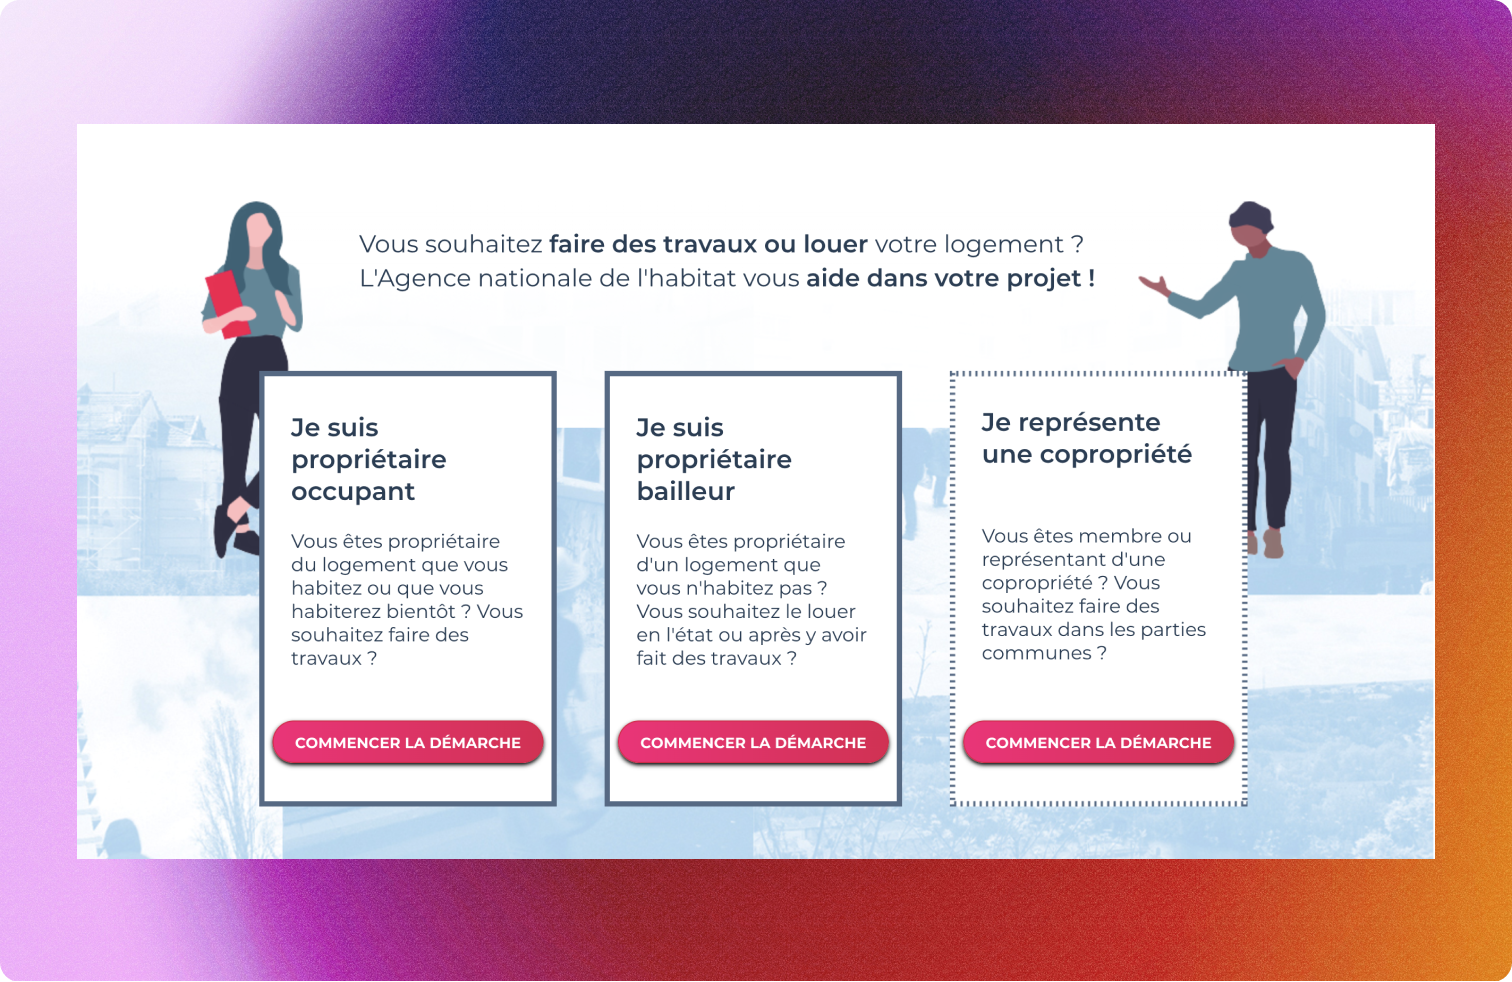 Vous souhaitez faire des travaux ou louer votre logement ?
L'Agence nationale de l'habitat vous aide dans votre projet !
Je suis
propriétaire
occupant
Vous êtes propriétaire
du logement que vous
habitez ou que vous
habiterez bientôt ? Vous
souhaitez faire des
travaux ?
COMMENCER LA DÉMARCHE
Je suis
propriétaire
bailleur
Vous êtes propriétaire
d'un logement que
vous n'habitez pas ?
Vous souhaitez le louer
en l'état ou après y avoir
fait des travaux ?
COMMENCER LA DÉMARCHE
Je représente
une copropriété
Vous êtes membre ou
représentant d'une
copropriété ? Vous
souhaitez faire des
travaux dans les parties
communes ?
COMMENCER LA DÉMARCHE